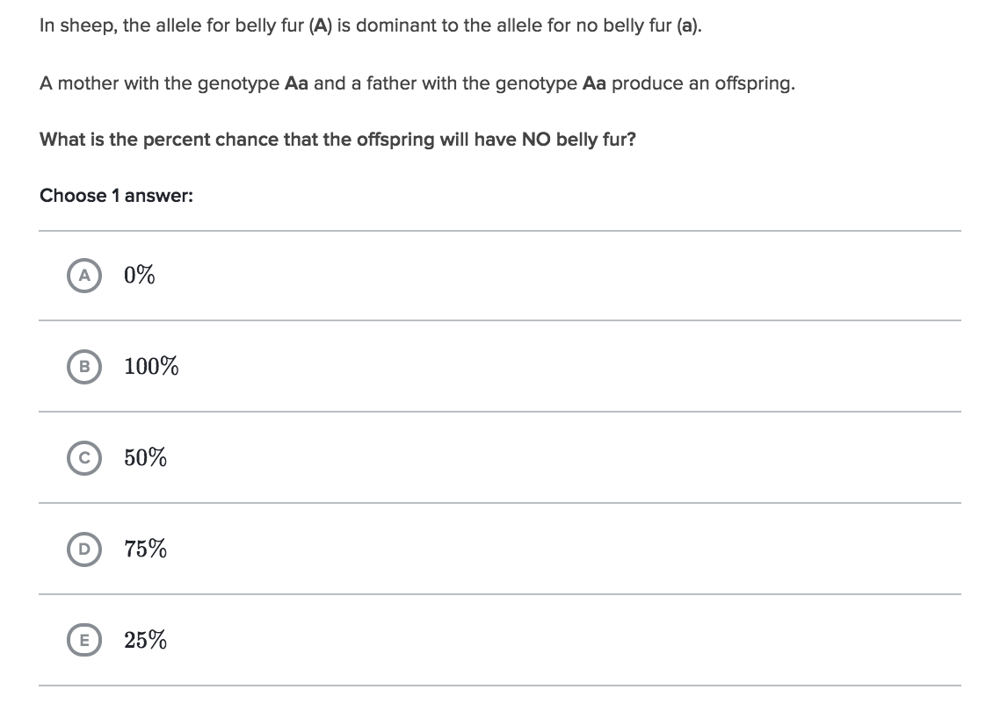 In sheep, the allele for belly fur (A) is dominant to the allele for no belly fur (a).
A mother with the genotype Aa and a father with the genotype Aa produce an offspring.
What is the percent chance that the offspring will have NO belly fur?
Choose 1 answer:
A 0%
B 100%
C 50%
D 75%
E 25%